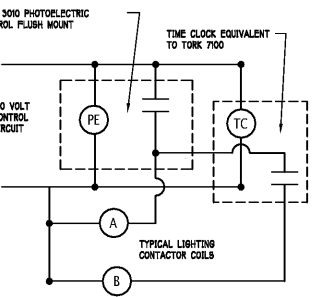 3010 PHOTOELECTRIC
ROL FLUSH MOUNT
TIME CLOCK EQUIVALENT
TO TORK 7100
0 VOLT
CONTROL
CIRCUIT
PE
TC
A
TYPICAL LIGHTING
CONTACTOR COILS
B